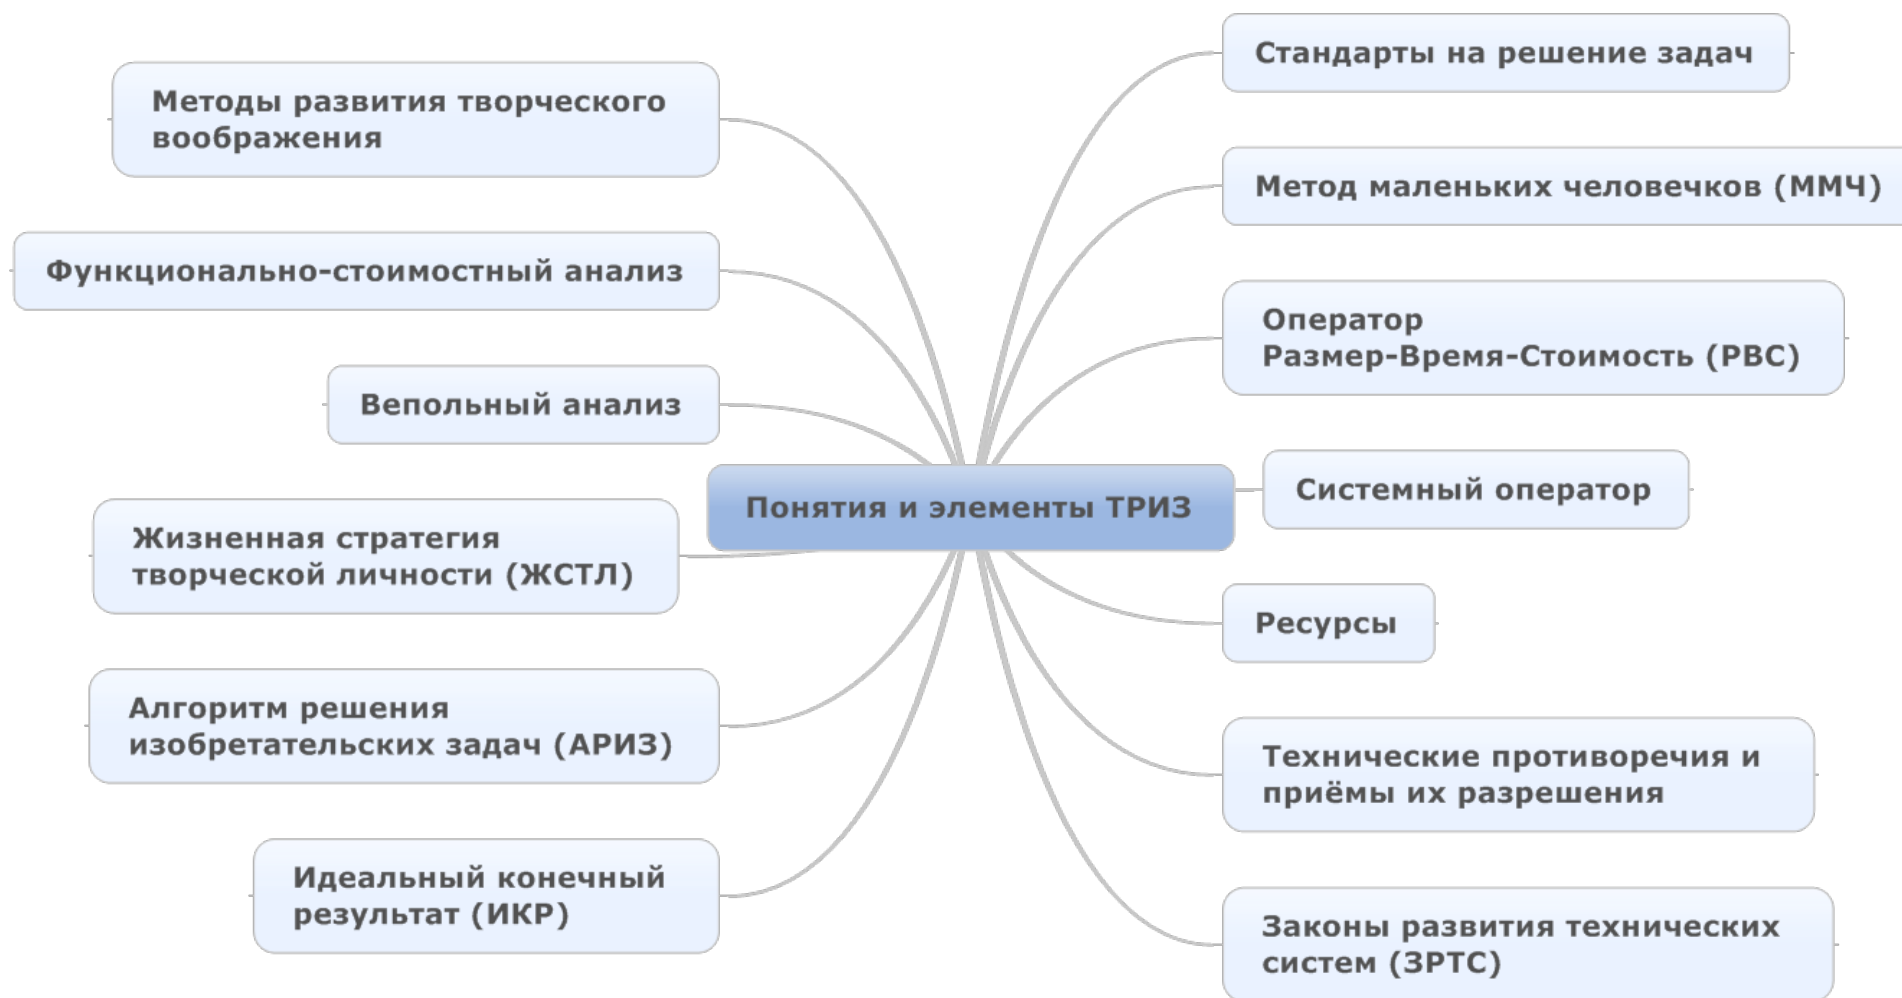 Методы развития творческого
воображения
Функционально-стоимостный анализ
Вепольный анализ
Жизненная стратегия
творческой личности (ЖСТЛ)
Алгоритм решения
изобретательских задач (АРИЗ)
Идеальный конечный
результат (ИКР)
Понятия и элементы ТРИЗ
Стандарты на решение задач
Метод маленьких человечков (ММЧ)
Оператор
Размер-Время-Стоимость (РВС)
Системный оператор
Ресурсы
Технические противоречия и
приёмы их разрешения
Законы развития технических
систем (ЗРТС)